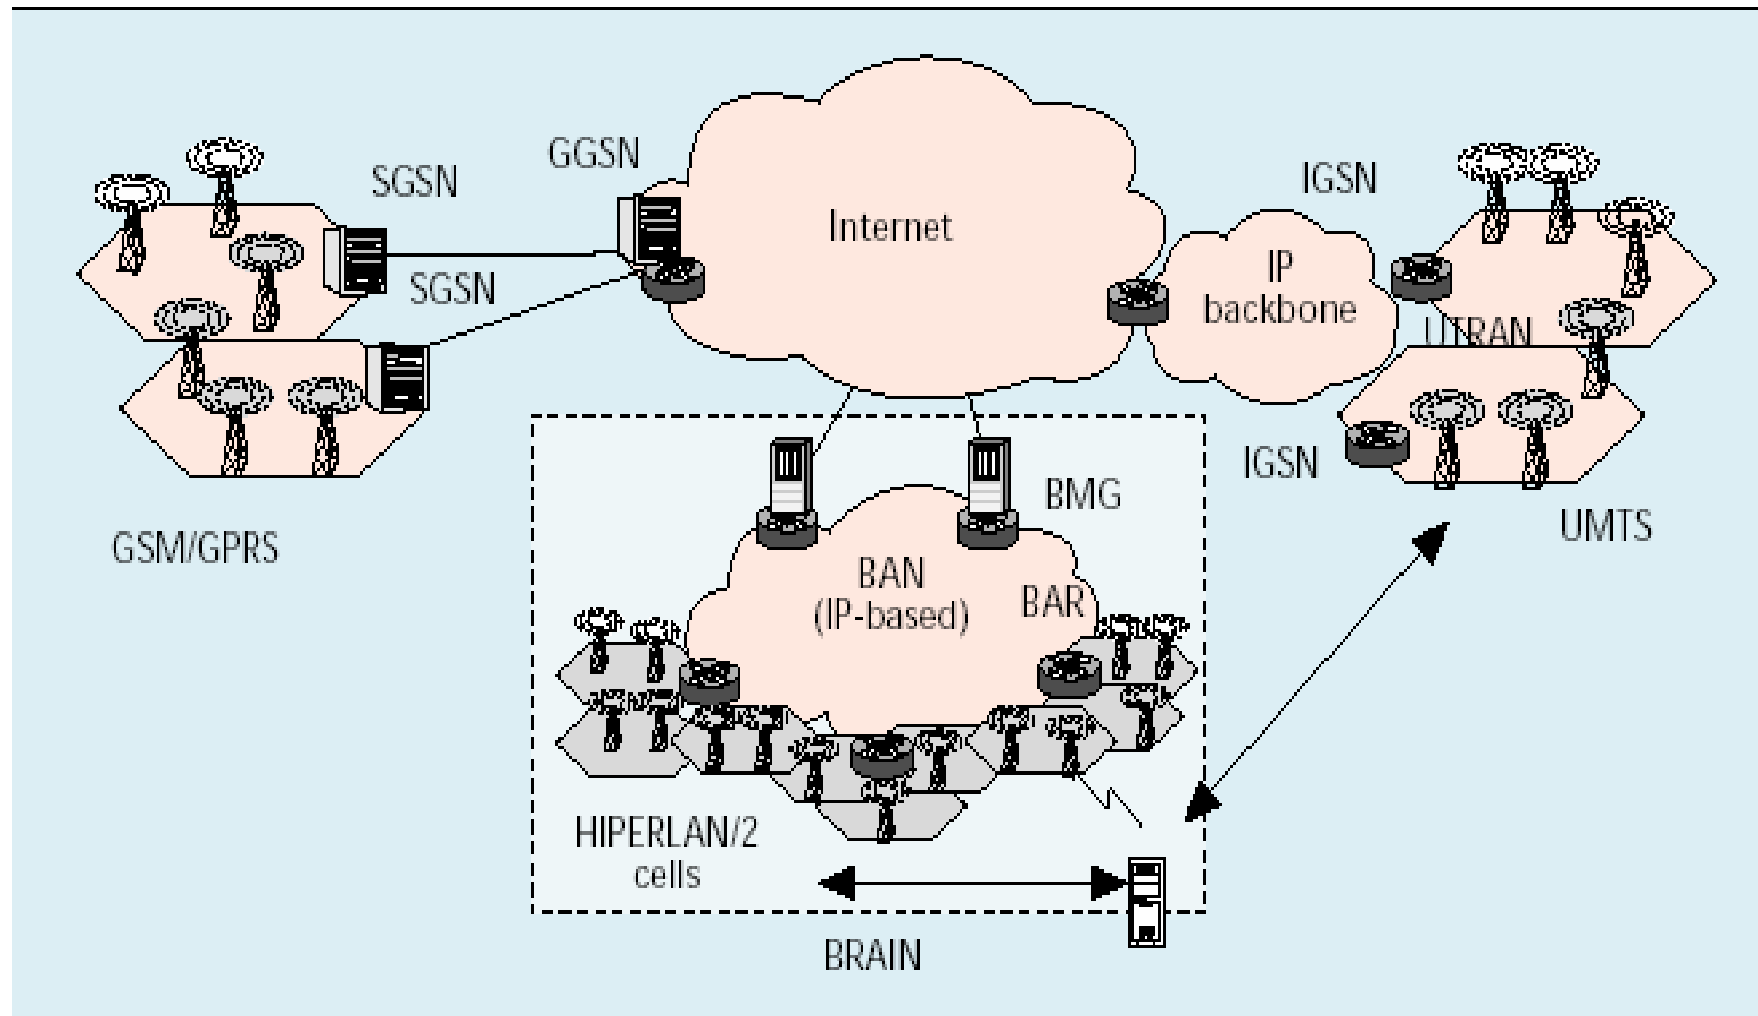 GGSN
SGSN
IGSN
Internet
SGSN
IP
backbone
UTRAN
IGSN
BMG
UMTS
GSM/GPRS
BAN
(IP-based)
BAR
HIPERLAN/2
cells
BRAIN